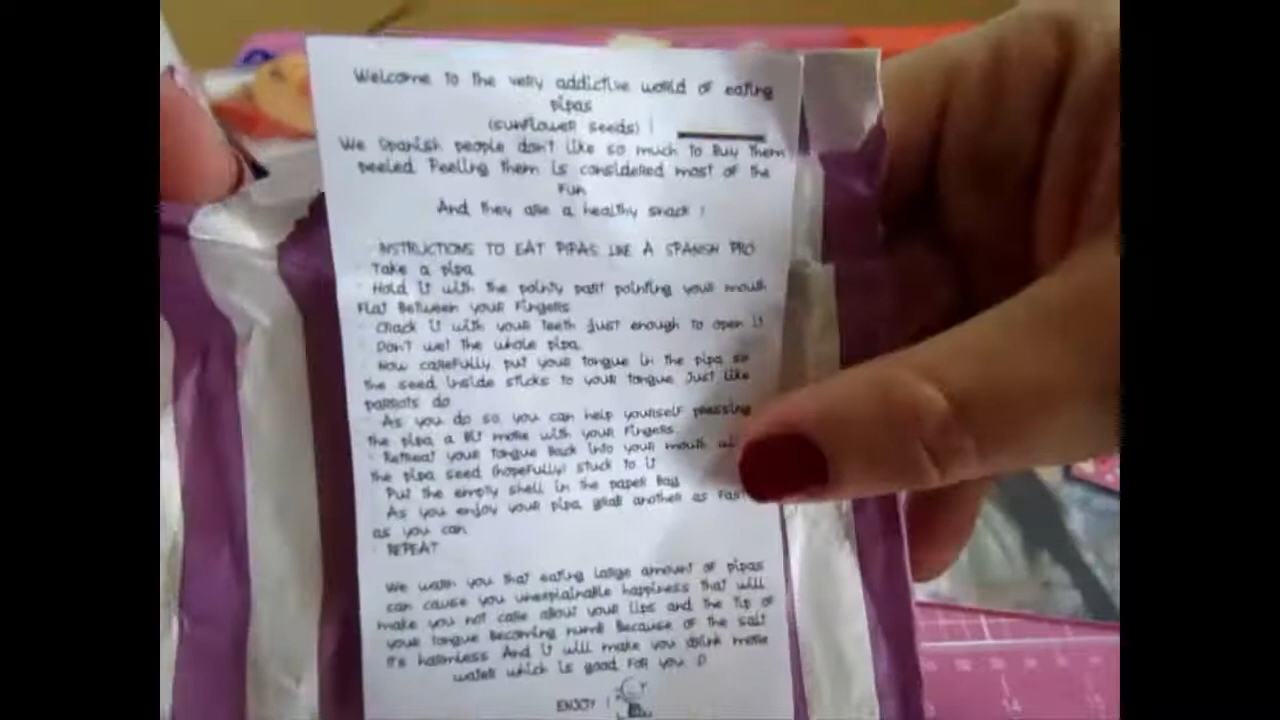 Welcome to the very addictive world of eating
pipas
(sunflower seeds) !
We Spanish people don't like so much to buy them
peeled. Peeling them is considered most of the
fun
And they are a healthy snack !
INSTRUCTIONS TO EAT PIPAS LIKE A SPANISH PRO
Take a pipa
Hold it with the pointy part pointing your mouth
flat between your fingers
Crack it with your teeth just enough to open it
Don't wet the whole pipa
Now carefully put your tongue in the pipa so
the seed inside sticks to your tongue Just like
parrots do
As you do so you can help yourself pressing
the pipa a bit more with your fingers
Retreat your tongue back into your mouth
the pipa seed (hopefully) stuck to it
Put the empty shell in the paper bag
As you enjoy your pipa grab another as fast
as you can
REPEAT
We warn you that eating large amount of pipas
can cause you unexplainable happiness that will
make you not care about your lips and the tip of
your tongue becoming numb because of the salt
It's harmless And it will make you drink more
water which is good for you :D
ENJOY !
14